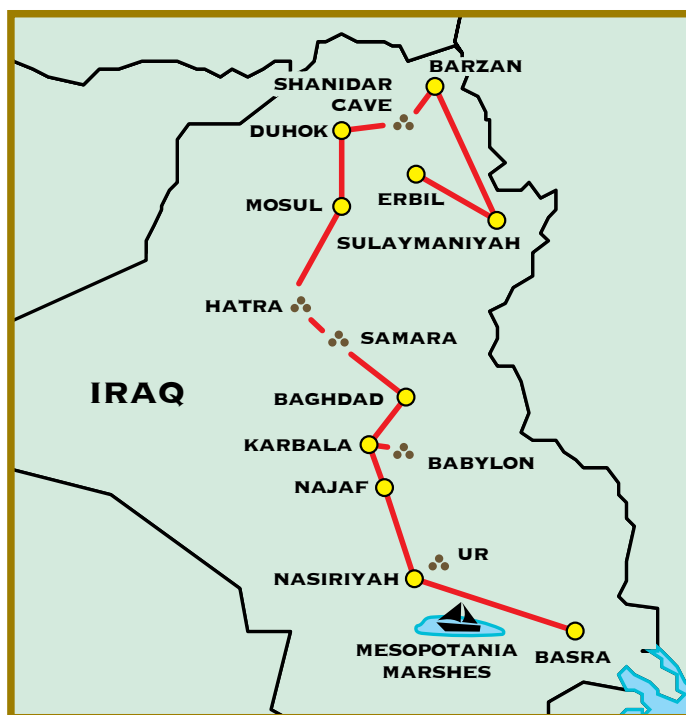 BARZAN
SHANIDAR
CAVE
DUHOK
ERBIL
MOSUL
SULAYMANIYAH
HATRA
SAMARA
IRAQ
BAGHDAD
KARBALA
BABYLON
NAJAF
UR
NASIRIYAH
MESOPOTANIA
MARSHES
BASRA